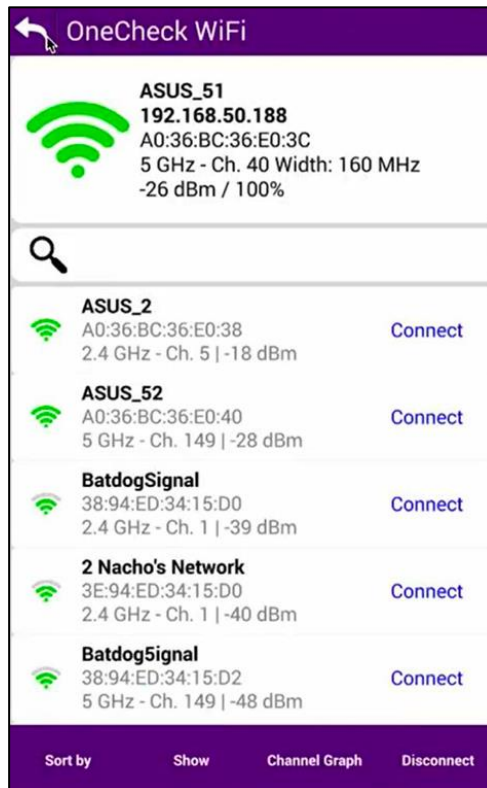 OneCheck WiFi
ASUS_51
192.168.50.188
A0:36:BC:36:E0:3C
5 GHz - Ch. 40 Width: 160 MHz
-26 dBm / 100%
ASUS_2
A0:36:BC:36:E0:38
2.4 GHz - Ch. 5 | -18 dBm
Connect
ASUS_52
A0:36:BC:36:E0:40
5 GHz - Ch. 149 | -28 dBm
Connect
BatdogSignal
38:94:ED:34:15:D0
2.4 GHz - Ch. 1 | -39 dBm
Connect
2 Nacho's Network
3E:94:ED:34:15:D0
2.4 GHz - Ch. 1 | -40 dBm
Connect
Batdog5ignal
38:94:ED:34:15:D2
5 GHz - Ch. 149 | -48 dBm
Connect
Sort by Show Channel Graph Disconnect